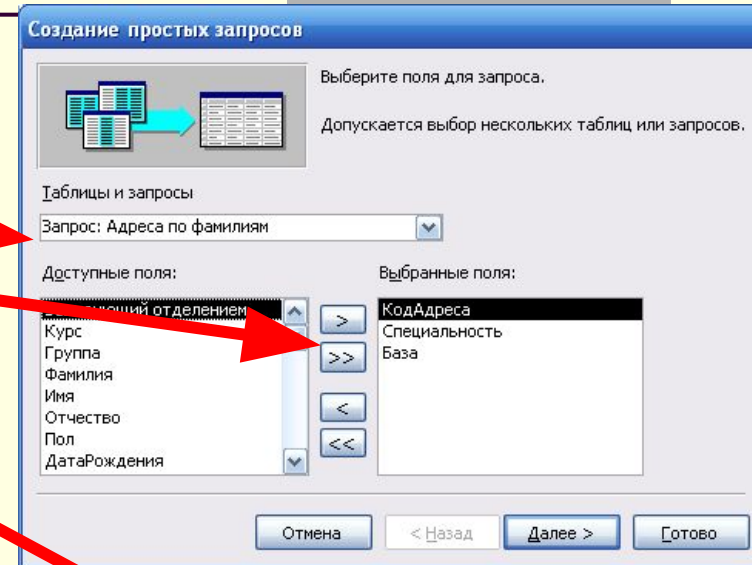 Создание простых запросов
Выберите поля для запроса.
Допускается выбор нескольких таблиц или запросов.
Таблицы и запросы
Запрос: Адреса по фамилиям
Доступные поля:
Выбранные поля:
отделением
Курс
Группа
Фамилия
Имя
Отчество
Пол
ДатаРождения
>
>>
<
<<
КодАдреса
Специальность
База
Отмена
< Назад
Далее >
Готово